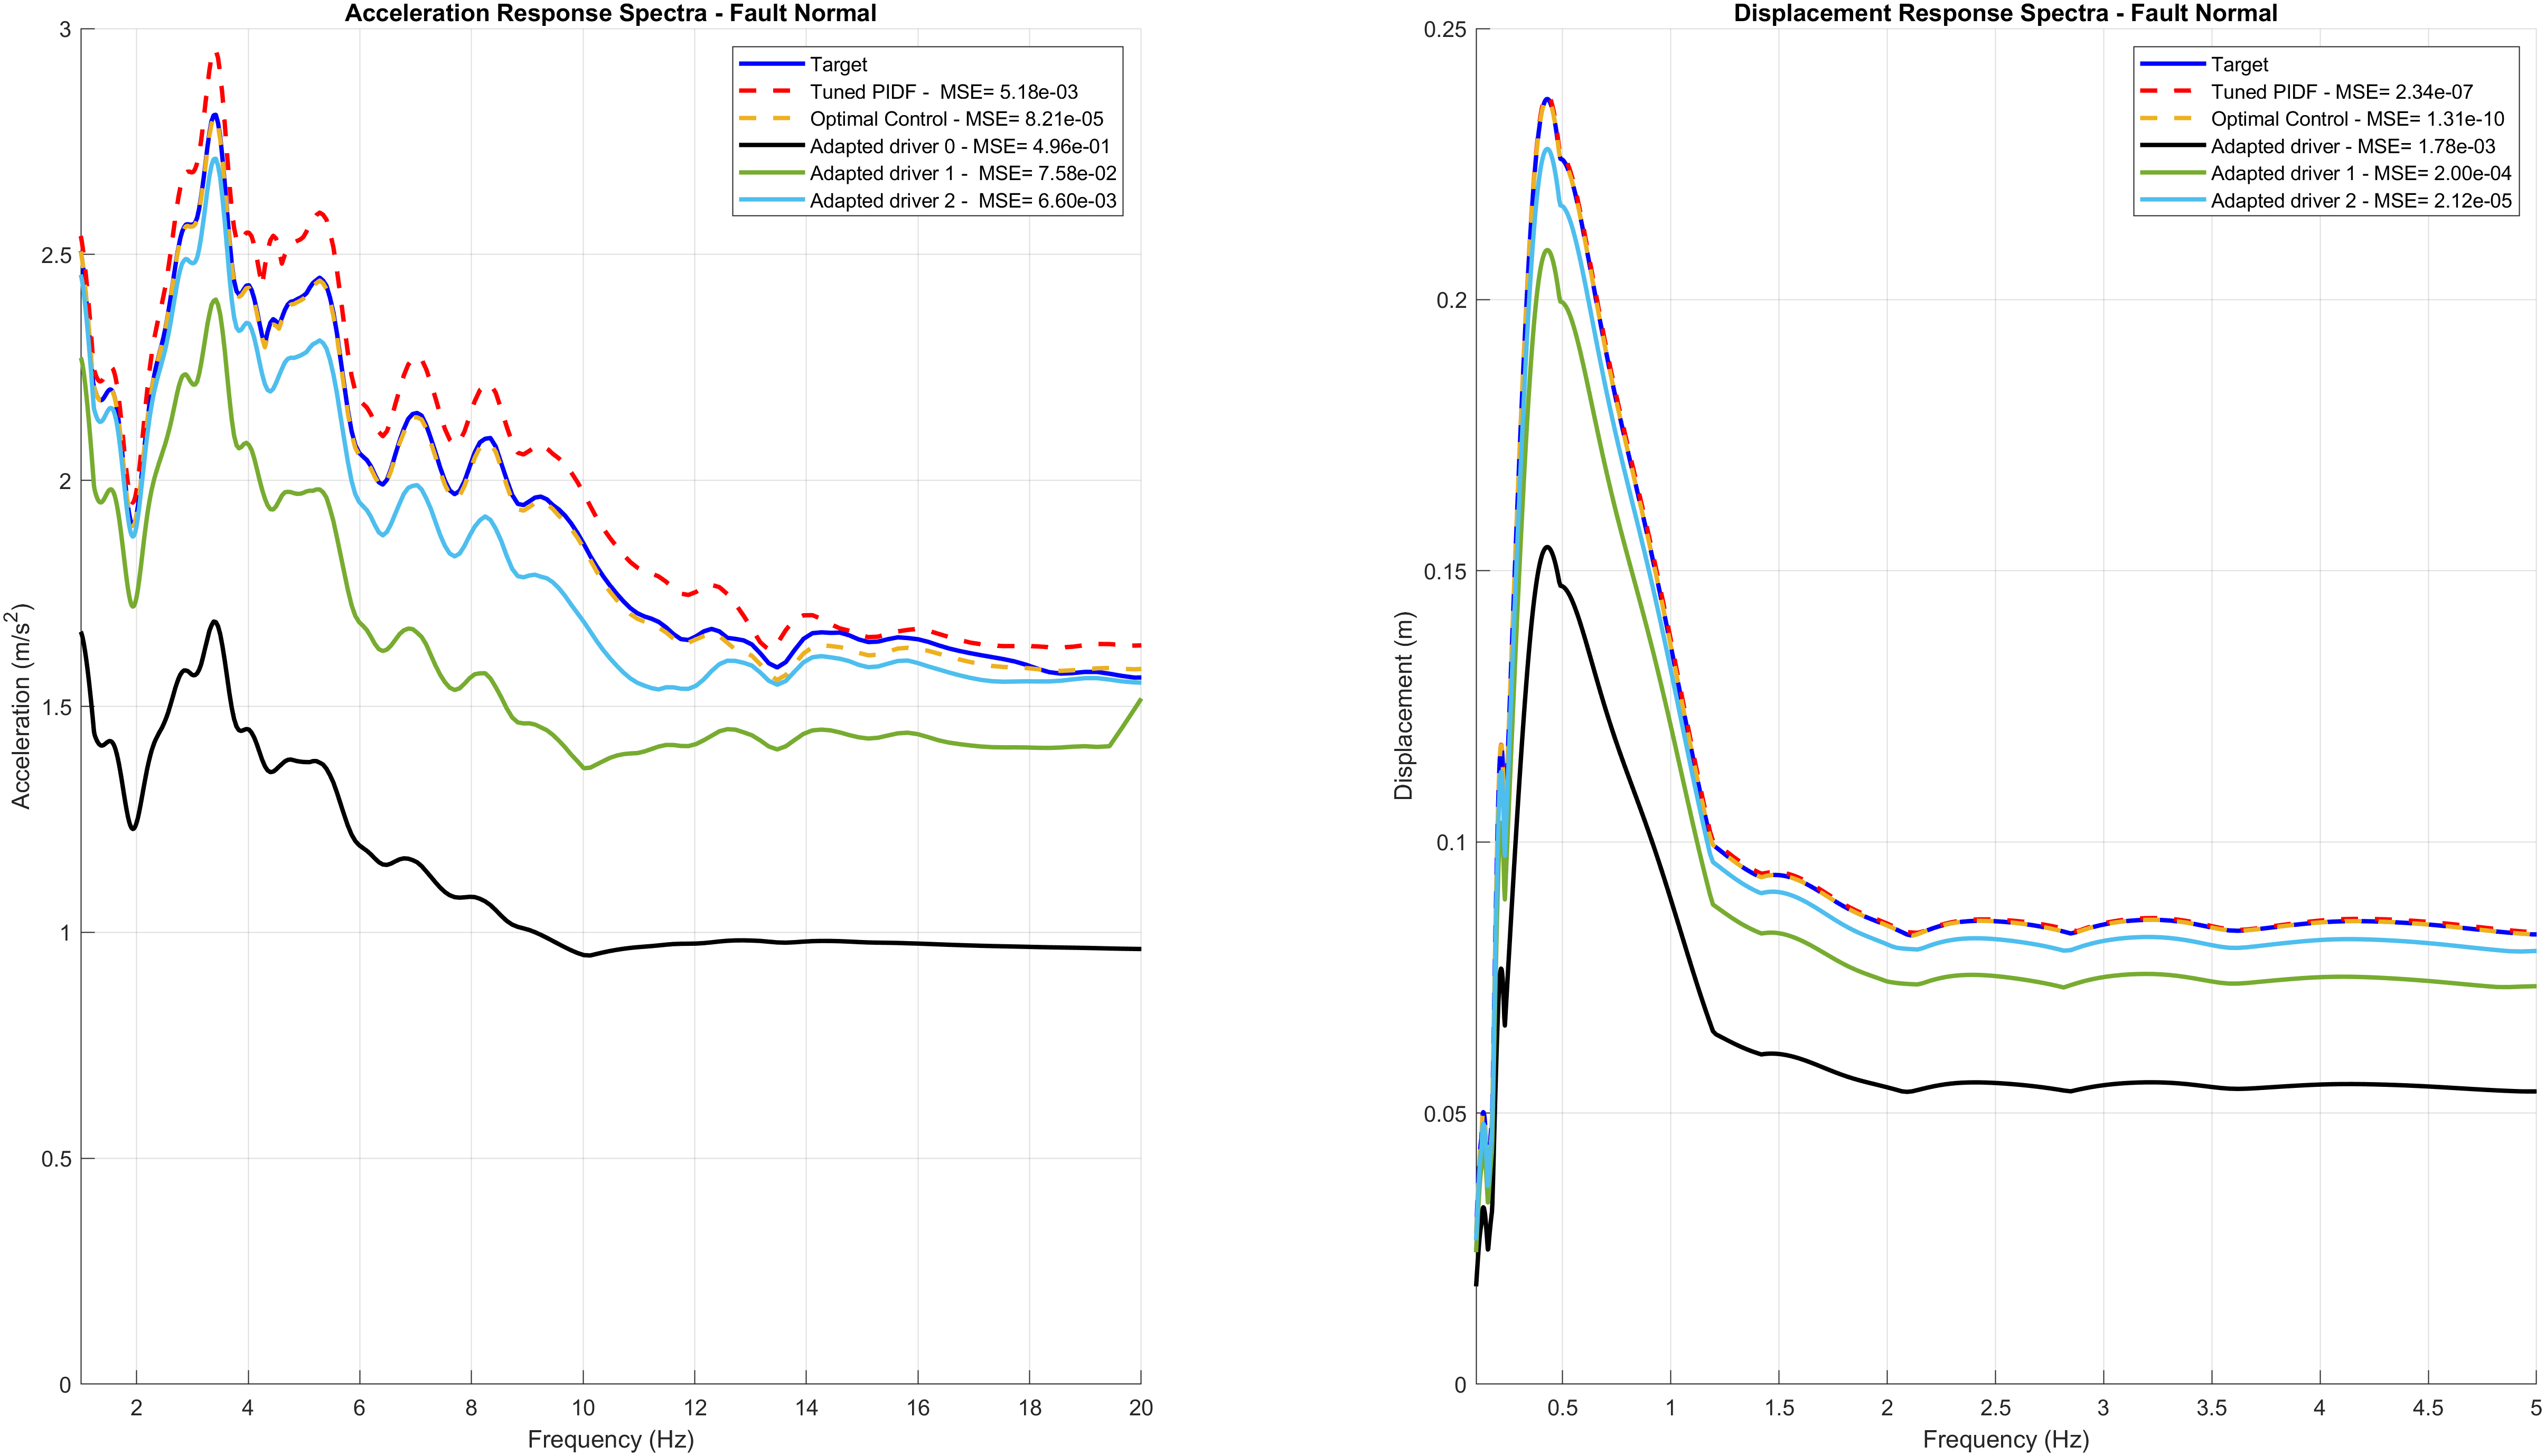 Acceleration Response Spectra - Fault Normal
3
2.5
2
1.5
1
0.5
0
Acceleration (m/s2)
2 4 6 8 10 12 14 16 18 20
Frequency (Hz)
Target
Tuned PIDF - MSE= 5.18e-03
Optimal Control - MSE= 8.21e-05
Adapted driver 0 - MSE= 4.96e-01
Adapted driver 1 - MSE= 7.58e-02
Adapted driver 2 - MSE= 6.60e-03
Displacement Response Spectra - Fault Normal
0.25
0.2
0.15
0.1
0.05
0
Displacement (m)
0.5 1 1.5 2 2.5 3 3.5 4 4.5 5
Frequency (Hz)
Target
Tuned PIDF - MSE= 2.34e-07
Optimal Control - MSE= 1.31e-10
Adapted driver - MSE= 1.78e-03
Adapted driver 1 - MSE= 2.00e-04
Adapted driver 2 - MSE= 2.12e-05